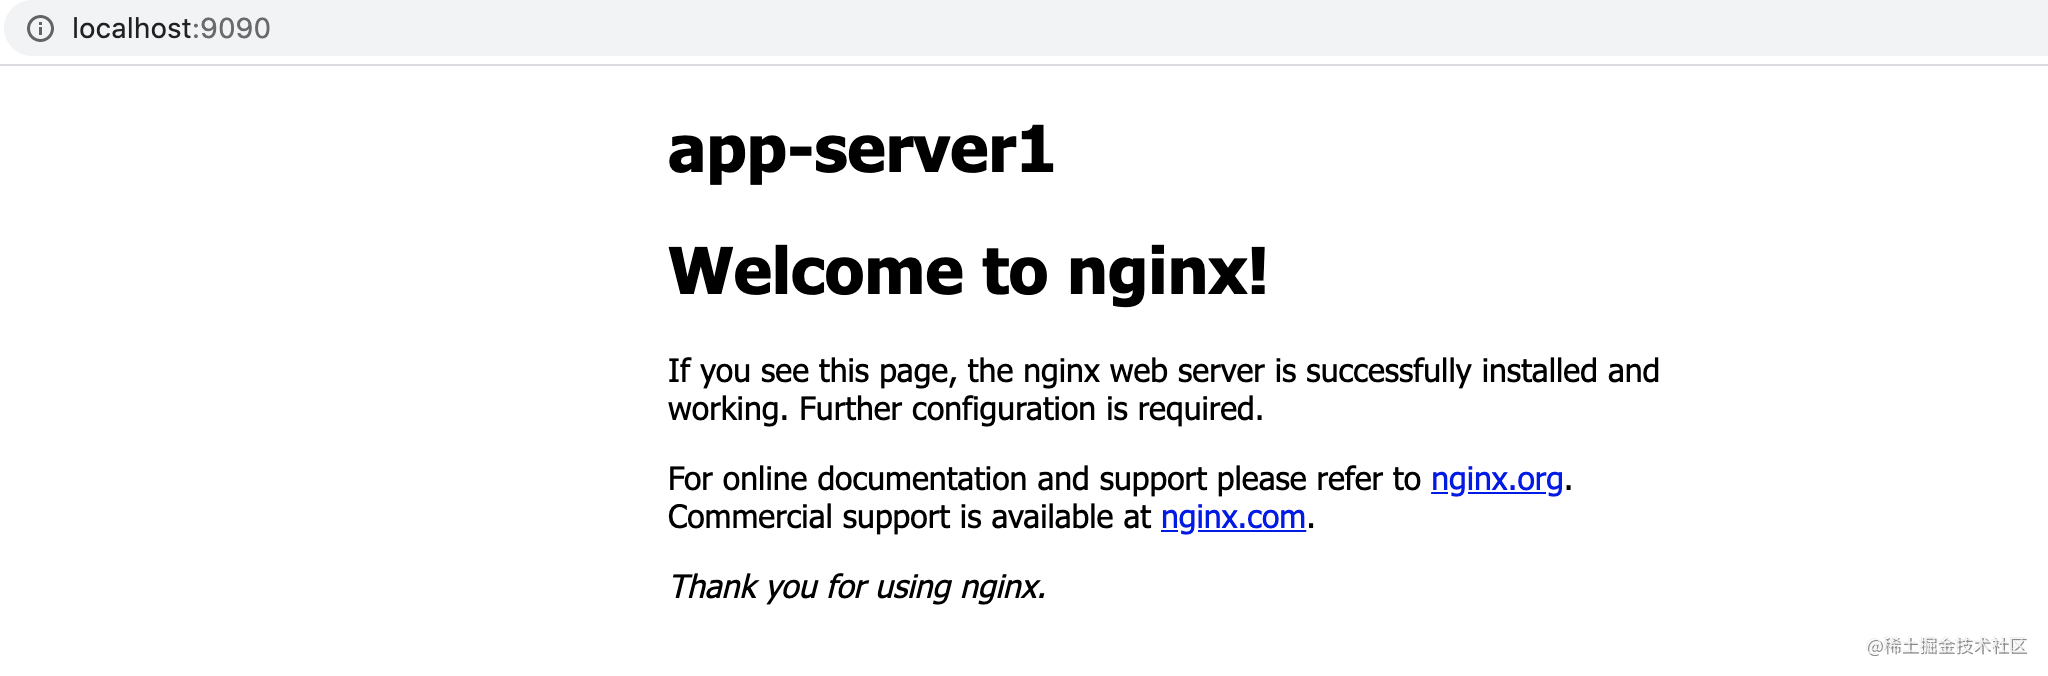 localhost:9090
app-server1
Welcome to nginx!
If you see this page, the nginx web server is successfully installed and
working. Further configuration is required.
For online documentation and support please refer to nginx.org.
Commercial support is available at nginx.com.
Thank you for using nginx.
@稀土掘金技术社区